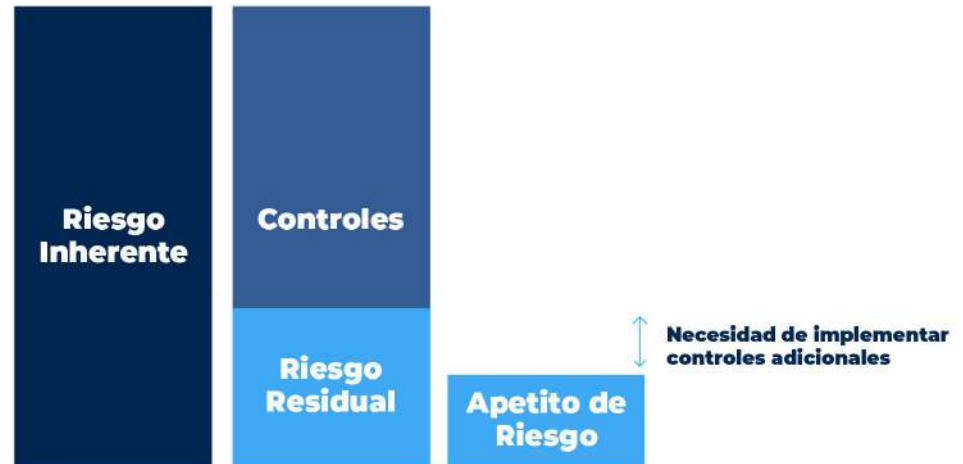 Riesgo
Inherente
Controles
Riesgo
Residual
Apetito de
Riesgo
Necesidad de implementar
controles adicionales